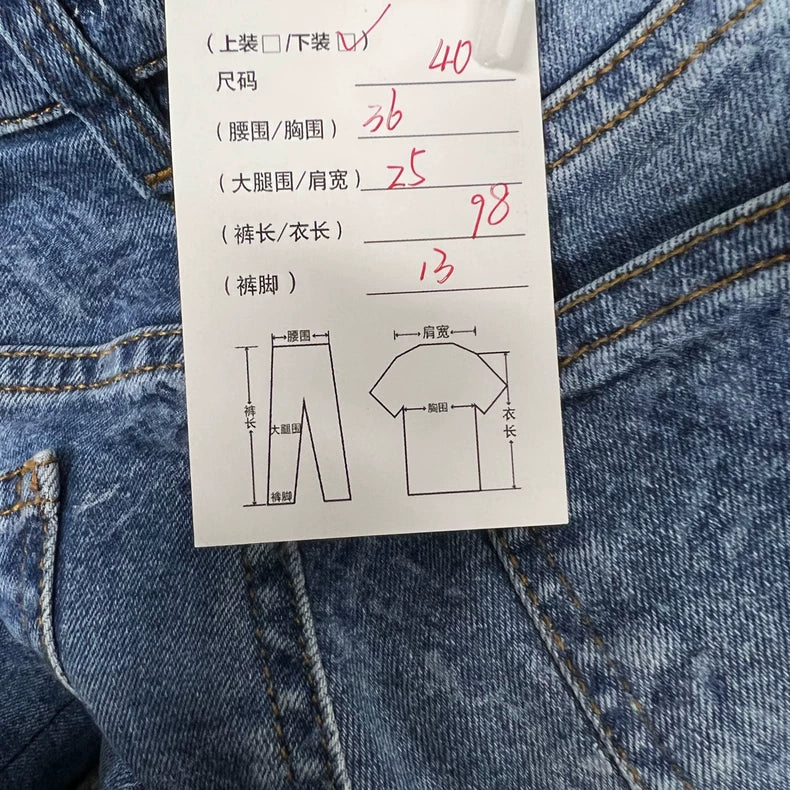 (上装□/下装☑)
尺码 40
(腰围/胸围) 36
(大腿围/肩宽) 25
(裤长/衣长) 98
(裤脚) 13
腰围
肩宽
裤长
大腿围
胸围
衣长
裤脚